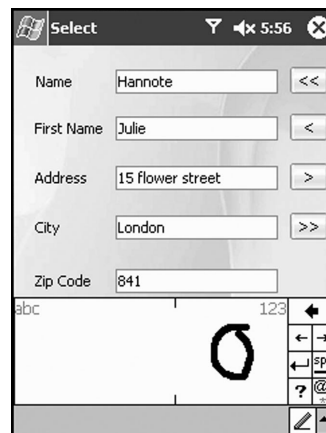 Select 5:56
Name Hannote <<
First Name Julie <
Address 15 flower street >
City London >>
Zip Code 841
abc 123
0
sp
? @